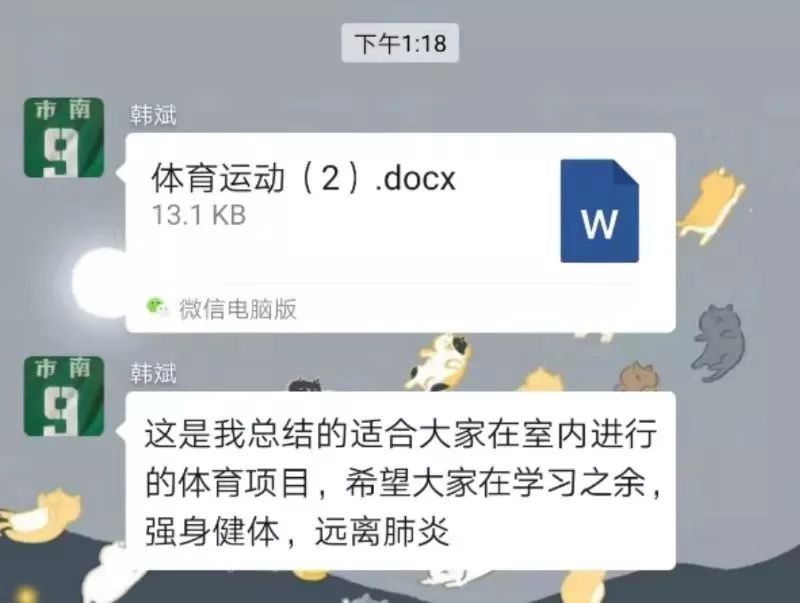 下午1:18
市南
9
韩斌
体育运动（2）.docx
13.1 KB
W
微信电脑版
市南
9
韩斌
这是我总结的适合大家在室内进行
的体育项目，希望大家在学习之余，
强身健体，远离肺炎